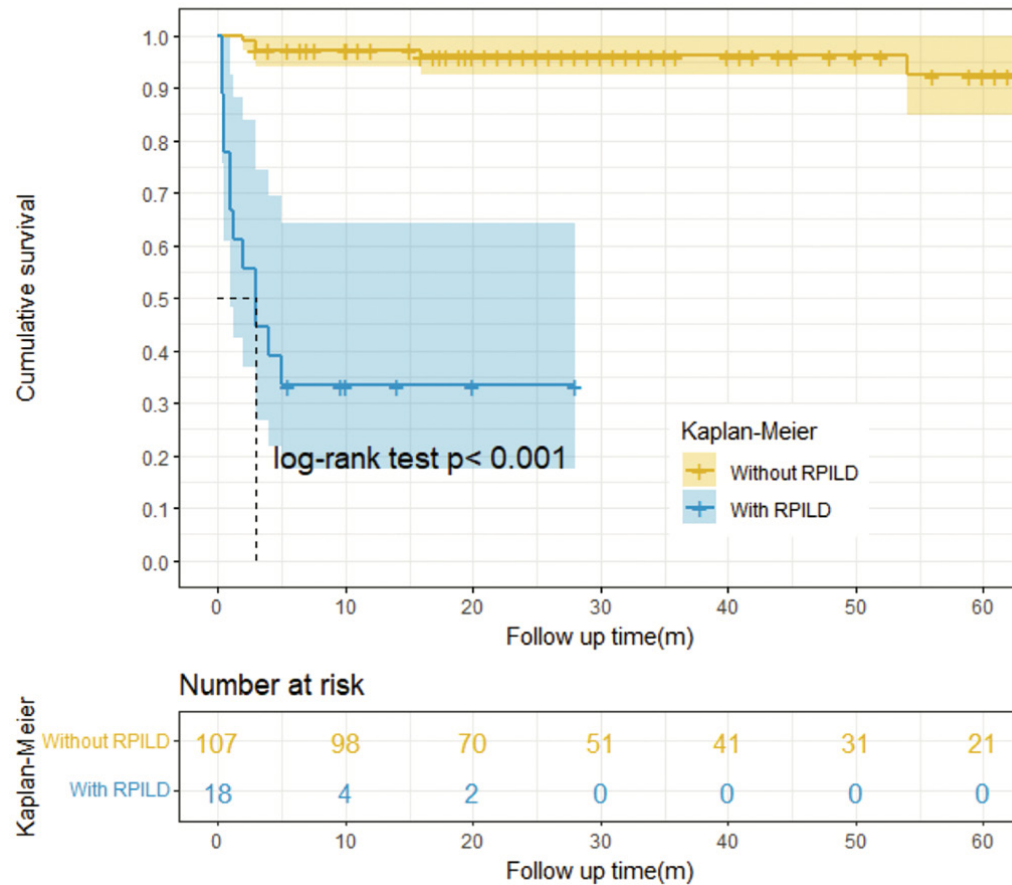 Cumulative survival
1.0
0.9
0.8
0.7
0.6
0.5
0.4
0.3
0.2
0.1
0.0
log-rank test p< 0.001
Kaplan-Meier
Without RPILD
With RPILD
0 10 20 30 40 50 60
Follow up time(m)
Number at risk
Kaplan-Meier
Without RPILD 107 98 70 51 41 31 21
With RPILD 18 4 2 0 0 0 0
0 10 20 30 40 50 60
Follow up time(m)